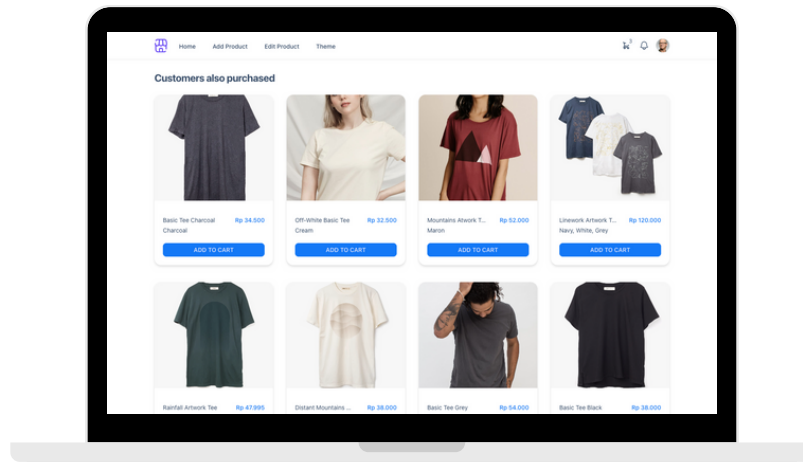 Home Add Product Edit Product Theme
3
Customers also purchased
Basic Tee Charcoal Rp 34.500
Charcoal
ADD TO CART
Off-White Basic Tee Rp 32.500
Cream
ADD TO CART
Mountains Atwork T... Rp 52.000
Maron
ADD TO CART
Linework Artwork T... Rp 120.000
Navy, White, Grey
ADD TO CART
Rainfall Artwork Tee Rp 47.995
Distant Mountains ... Rp 38.000
Basic Tee Grey Rp 54.000
Basic Tee Black Rp 38.000